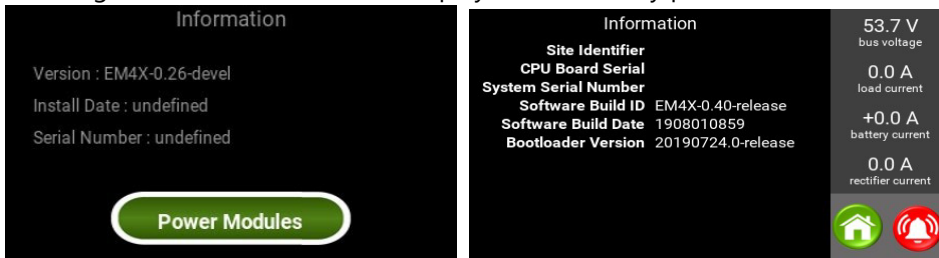 Information
Version : EM4X-0.26-devel
Install Date : undefined
Serial Number : undefined
Power Modules
Information
Site Identifier
CPU Board Serial
System Serial Number
Software Build ID EM4X-0.40-release
Software Build Date 1908010859
Bootloader Version 20190724.0-release
53.7 V
bus voltage
0.0 A
load current
+0.0 A
battery current
0.0 A
rectifier current